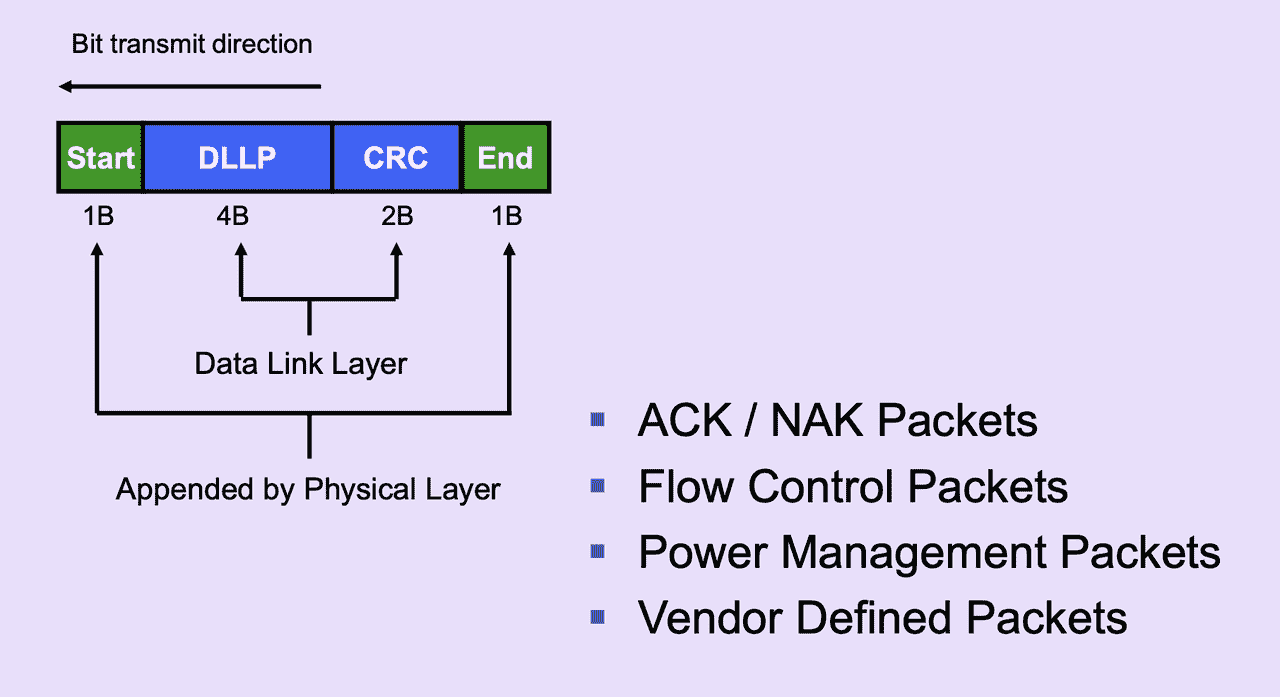 Bit transmit direction
Start DLLP CRC End
1B 4B 2B 1B
Data Link Layer
Appended by Physical Layer
ACK / NAK Packets
Flow Control Packets
Power Management Packets
Vendor Defined Packets